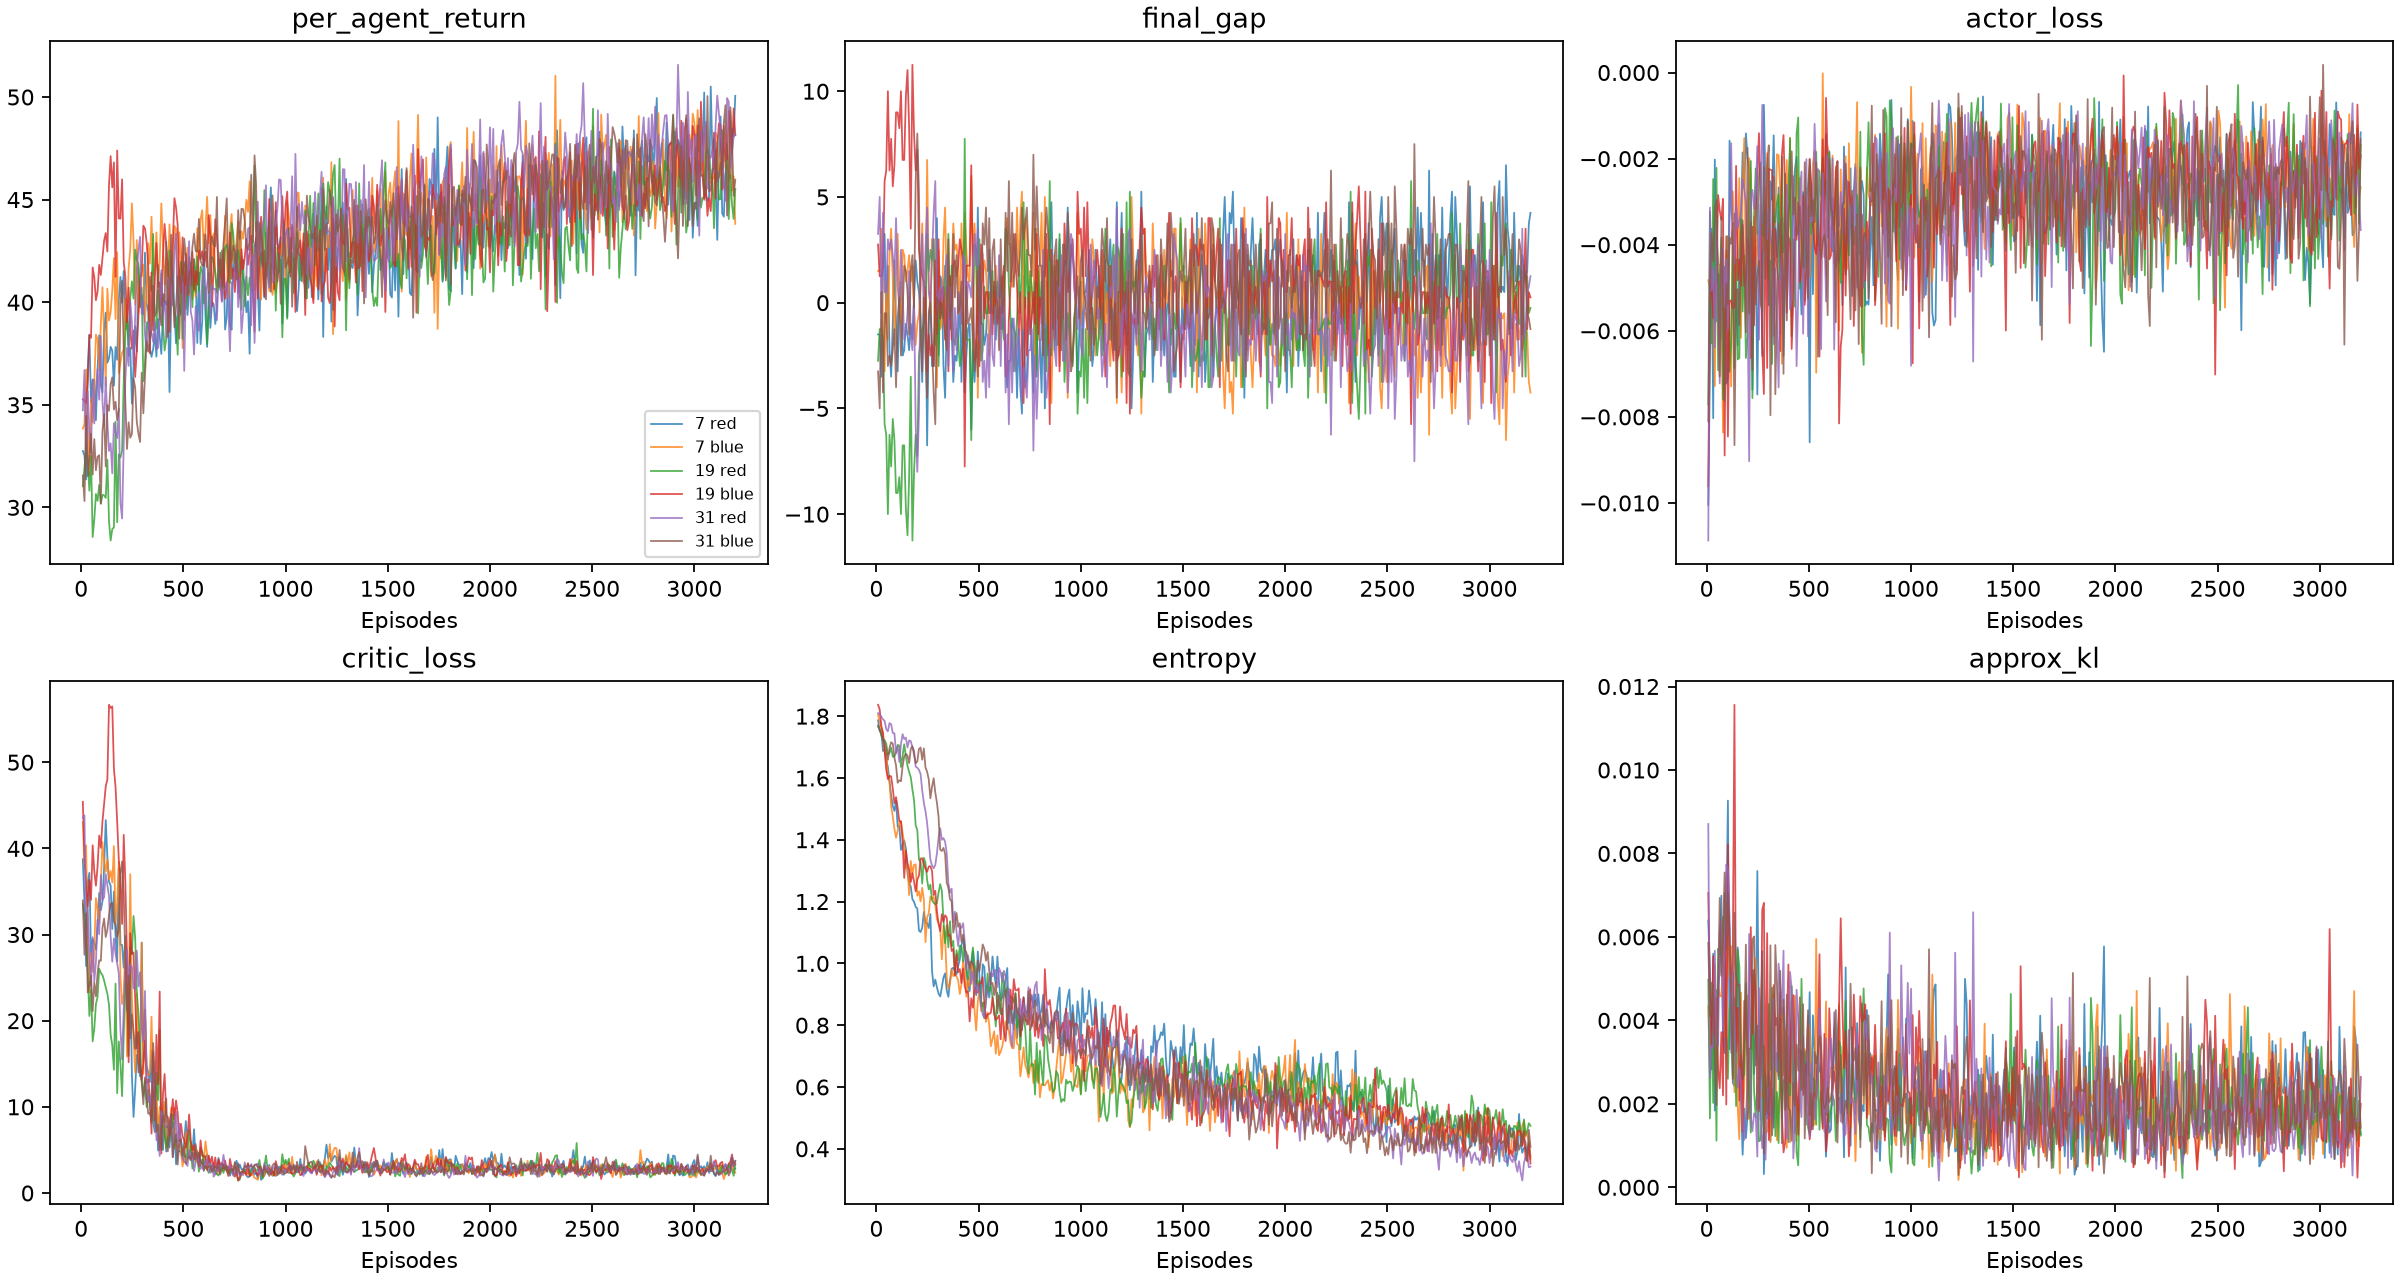 per_agent_return
50
45
40
35
30
0 500 1000 1500 2000 2500 3000
Episodes
7 red
7 blue
19 red
19 blue
31 red
31 blue
final_gap
10
5
0
−5
−10
0 500 1000 1500 2000 2500 3000
Episodes
actor_loss
0.000
−0.002
−0.004
−0.006
−0.008
−0.010
0 500 1000 1500 2000 2500 3000
Episodes
critic_loss
50
40
30
20
10
0
0 500 1000 1500 2000 2500 3000
Episodes
entropy
1.8
1.6
1.4
1.2
1.0
0.8
0.6
0.4
0 500 1000 1500 2000 2500 3000
Episodes
approx_kl
0.012
0.010
0.008
0.006
0.004
0.002
0.000
0 500 1000 1500 2000 2500 3000
Episodes